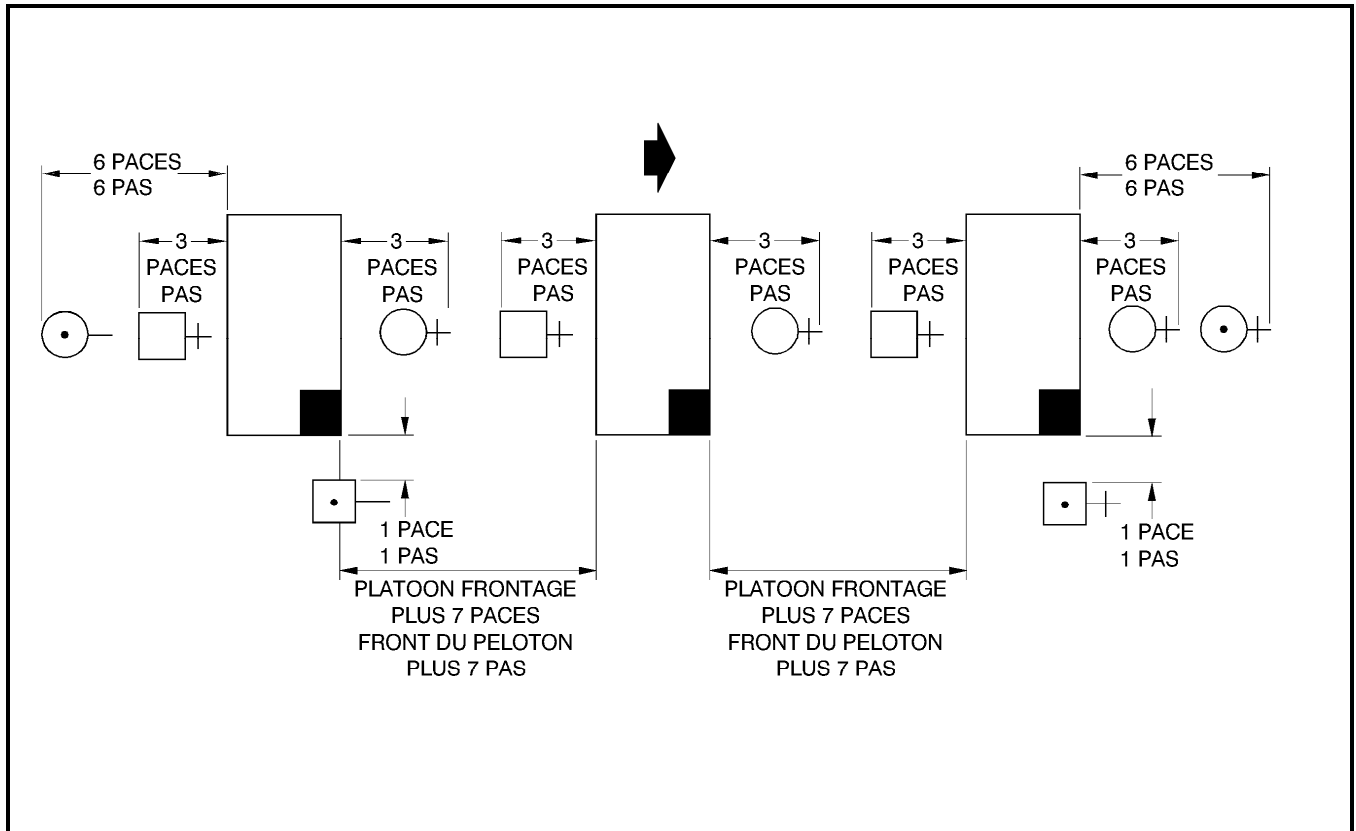 6 PACES
6 PAS
6 PACES
6 PAS
3
PACES
PAS
3
PACES
PAS
3
PACES
PAS
3
PACES
PAS
3
PACES
PAS
3
PACES
PAS
1 PACE
1 PAS
1 PACE
1 PAS
PLATOON FRONTAGE
PLUS 7 PACES
FRONT DU PELOTON
PLUS 7 PAS
PLATOON FRONTAGE
PLUS 7 PACES
FRONT DU PELOTON
PLUS 7 PAS